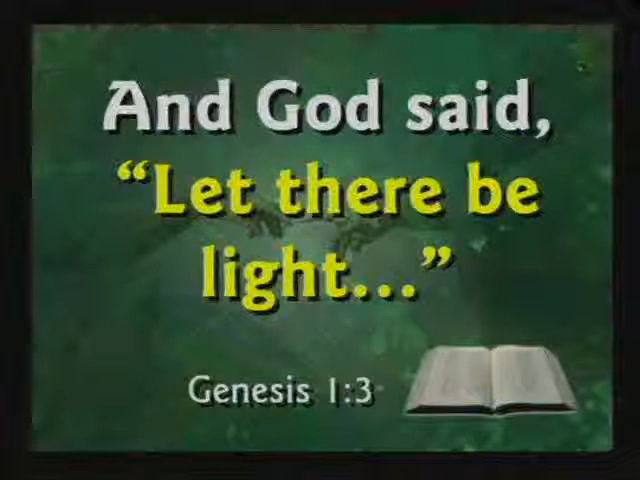 And God said,
“Let there be
light...”
Genesis 1:3